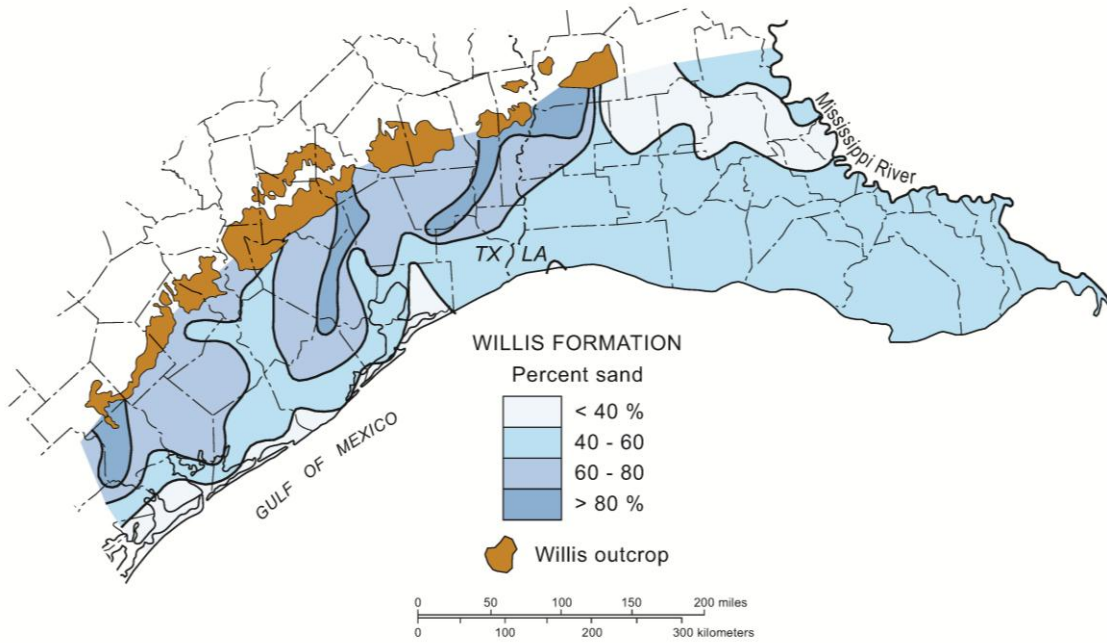 Mississippi River
TX LA
GULF OF MEXICO
WILLIS FORMATION
Percent sand
< 40 %
40 - 60
60 - 80
> 80 %
Willis outcrop
0 50 100 150 200 miles
0 100 200 300 kilometers